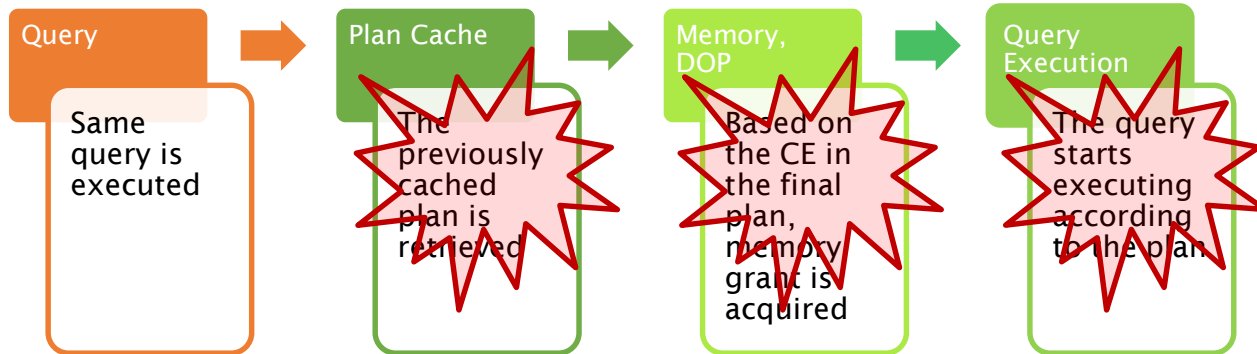 Query
Same
query is
executed
Plan Cache
The
previously
cached
plan is
retrieved
Memory,
DOP
Based on
the CE in
the final
plan,
memory
grant is
acquired
Query
Execution
The query
starts
executing
according
to the plan